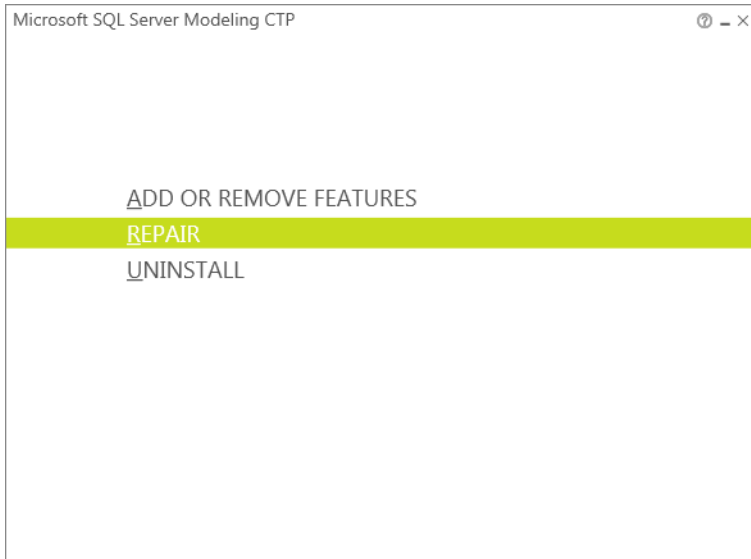 Microsoft SQL Server Modeling CTP
ADD OR REMOVE FEATURES
REPAIR
UNINSTALL